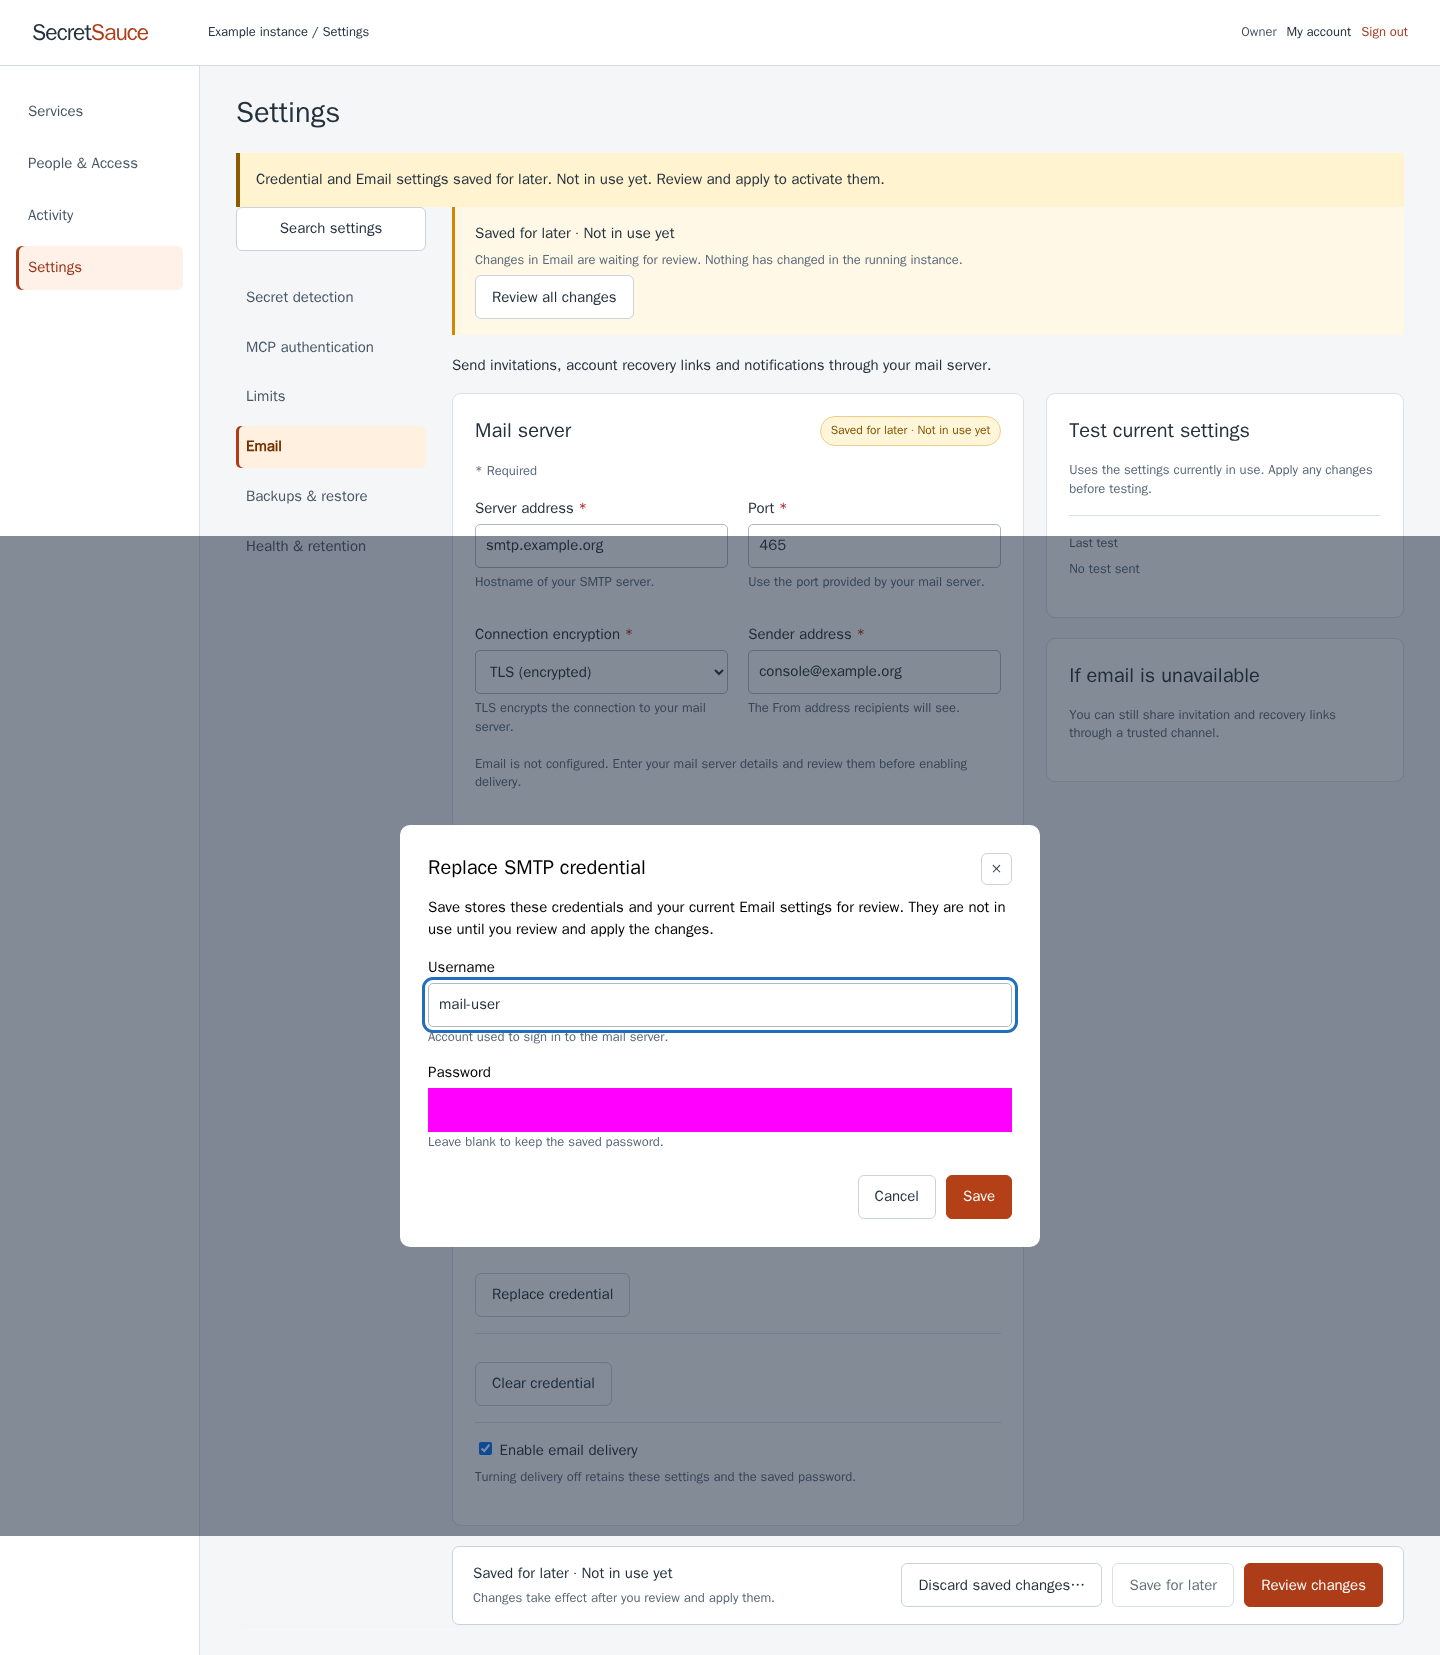 SecretSauce
Example instance / Settings
Owner My account Sign out
Services
People & Access
Activity
Settings
Settings
Credential and Email settings saved for later. Not in use yet. Review and apply to activate them.
Search settings
Secret detection
MCP authentication
Limits
Email
Backups & restore
Health & retention
Saved for later · Not in use yet
Changes in Email are waiting for review. Nothing has changed in the running instance.
Review all changes
Send invitations, account recovery links and notifications through your mail server.
Mail server
Saved for later · Not in use yet
* Required
Server address *
smtp.example.org
Hostname of your SMTP server.
Port *
465
Use the port provided by your mail server.
Connection encryption *
TLS (encrypted)
TLS encrypts the connection to your mail
server.
Sender address *
console@example.org
The From address recipients will see.
Email is not configured. Enter your mail server details and review them before enabling
delivery.
Test current settings
Uses the settings currently in use. Apply any changes
before testing.
Last test
No test sent
If email is unavailable
You can still share invitation and recovery links
through a trusted channel.
Replace SMTP credential
×
Save stores these credentials and your current Email settings for review. They are not in
use until you review and apply the changes.
Username
mail-user
Account used to sign in to the mail server.
Password
Leave blank to keep the saved password.
Cancel
Save
Replace credential
Clear credential
Enable email delivery
Turning delivery off retains these settings and the saved password.
Saved for later · Not in use yet
Changes take effect after you review and apply them.
Discard saved changes…
Save for later
Review changes